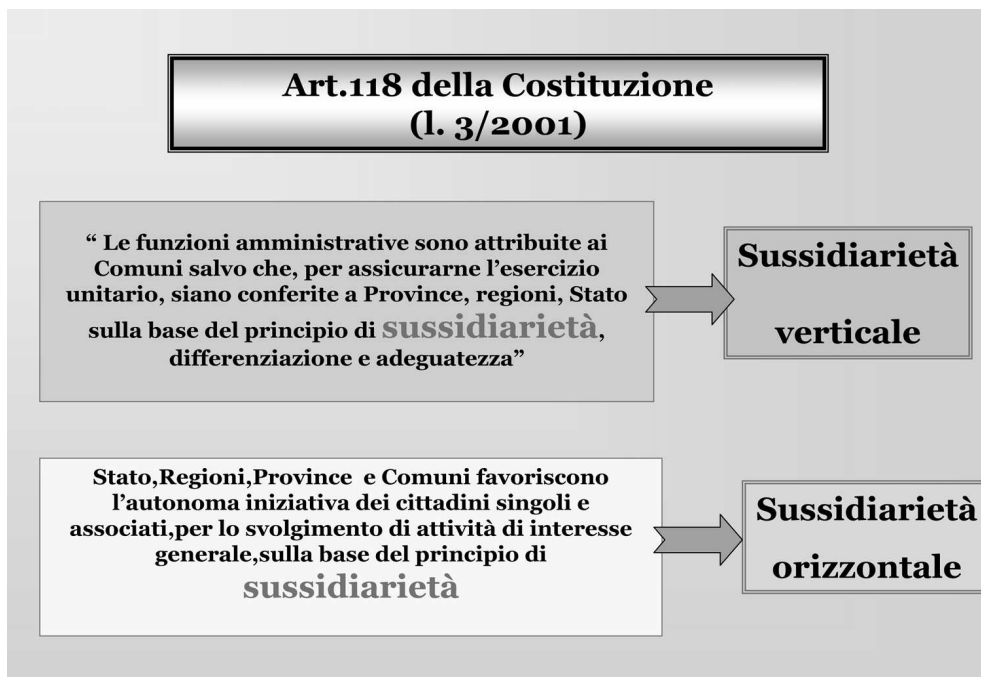 Art.118 della Costituzione
(l. 3/2001)
“ Le funzioni amministrative sono attribuite ai
Comuni salvo che, per assicurarne l’esercizio
unitario, siano conferite a Province, regioni, Stato
sulla base del principio di sussidiarietà,
differenziazione e adeguatezza”
Sussidiarietà
verticale
Stato,Regioni,Province e Comuni favoriscono
l’autonoma iniziativa dei cittadini singoli e
associati,per lo svolgimento di attività di interesse
generale,sulla base del principio di
sussidiarietà
Sussidiarietà
orizzontale